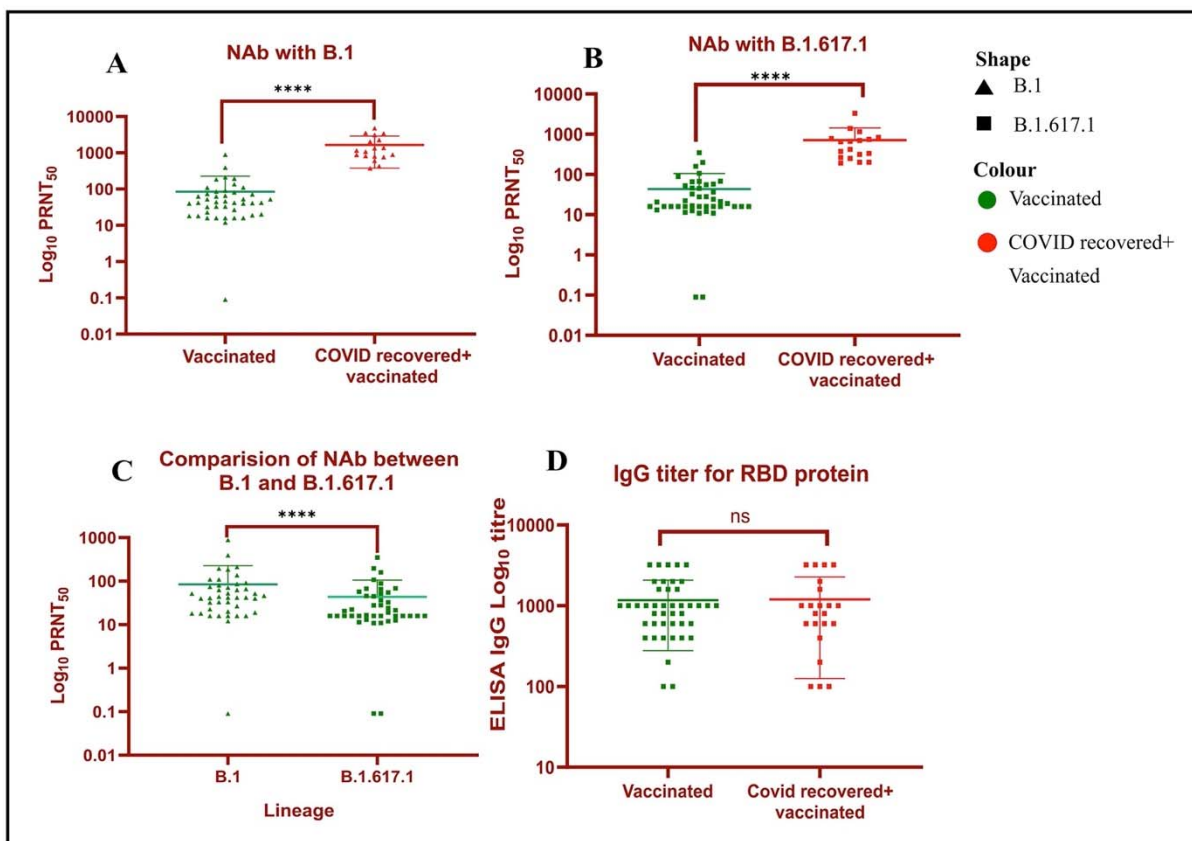 A
NAb with B.1
****
Log10 PRNT50
10000
1000
100
10
1
0.1
0.01
Vaccinated
COVID recovered+
vaccinated
B
NAb with B.1.617.1
****
Log10 PRNT50
10000
1000
100
10
1
0.1
0.01
Vaccinated
COVID recovered+
vaccinated
Shape
B.1
B.1.617.1
Colour
Vaccinated
COVID recovered+
Vaccinated
C
Comparision of NAb between
B.1 and B.1.617.1
****
Log10 PRNT50
1000
100
10
1
0.1
0.01
B.1
B.1.617.1
Lineage
D
IgG titer for RBD protein
ns
ELISA IgG Log10 titre
10000
1000
100
10
Vaccinated
Covid recovered+
vaccinated